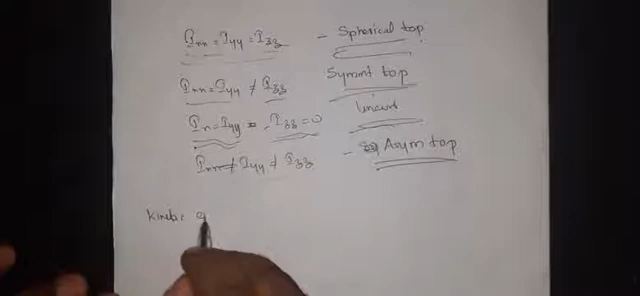 Ixx = Iyy = Izz - Spherical top
Ixx = Iyy ≠ Izz Symmt top
Ix = Iyy = , Izz = 0 linear
Ixx ≠ Iyy ≠ Izz - Asym top
Kinetic